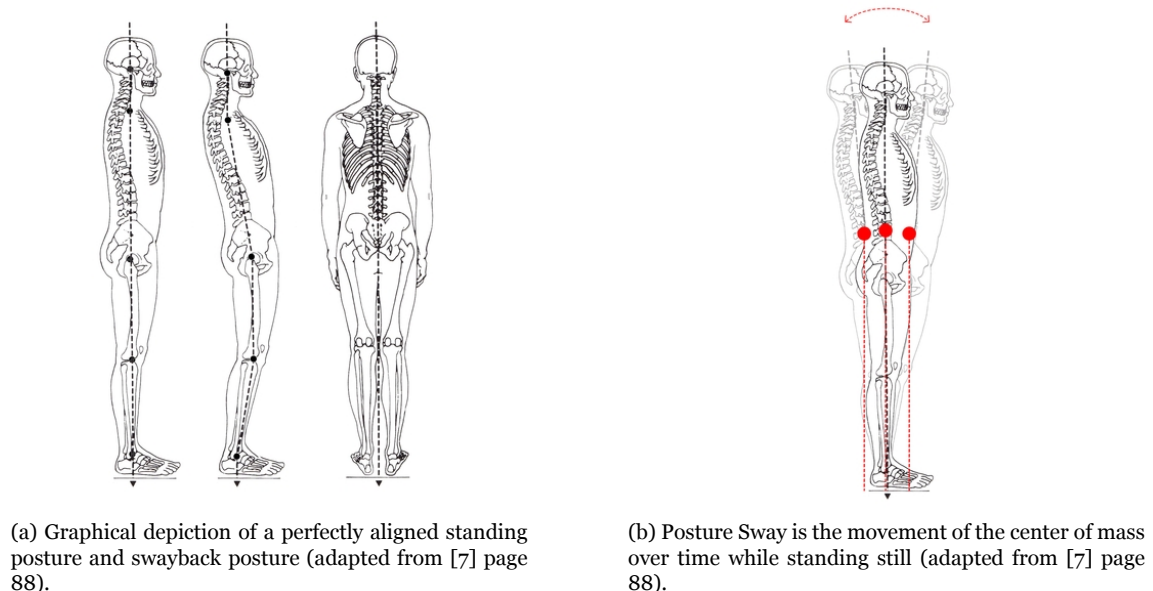 (a) Graphical depiction of a perfectly aligned standing
posture and swayback posture (adapted from [7] page
88).
(b) Posture Sway is the movement of the center of mass
over time while standing still (adapted from [7] page
88).